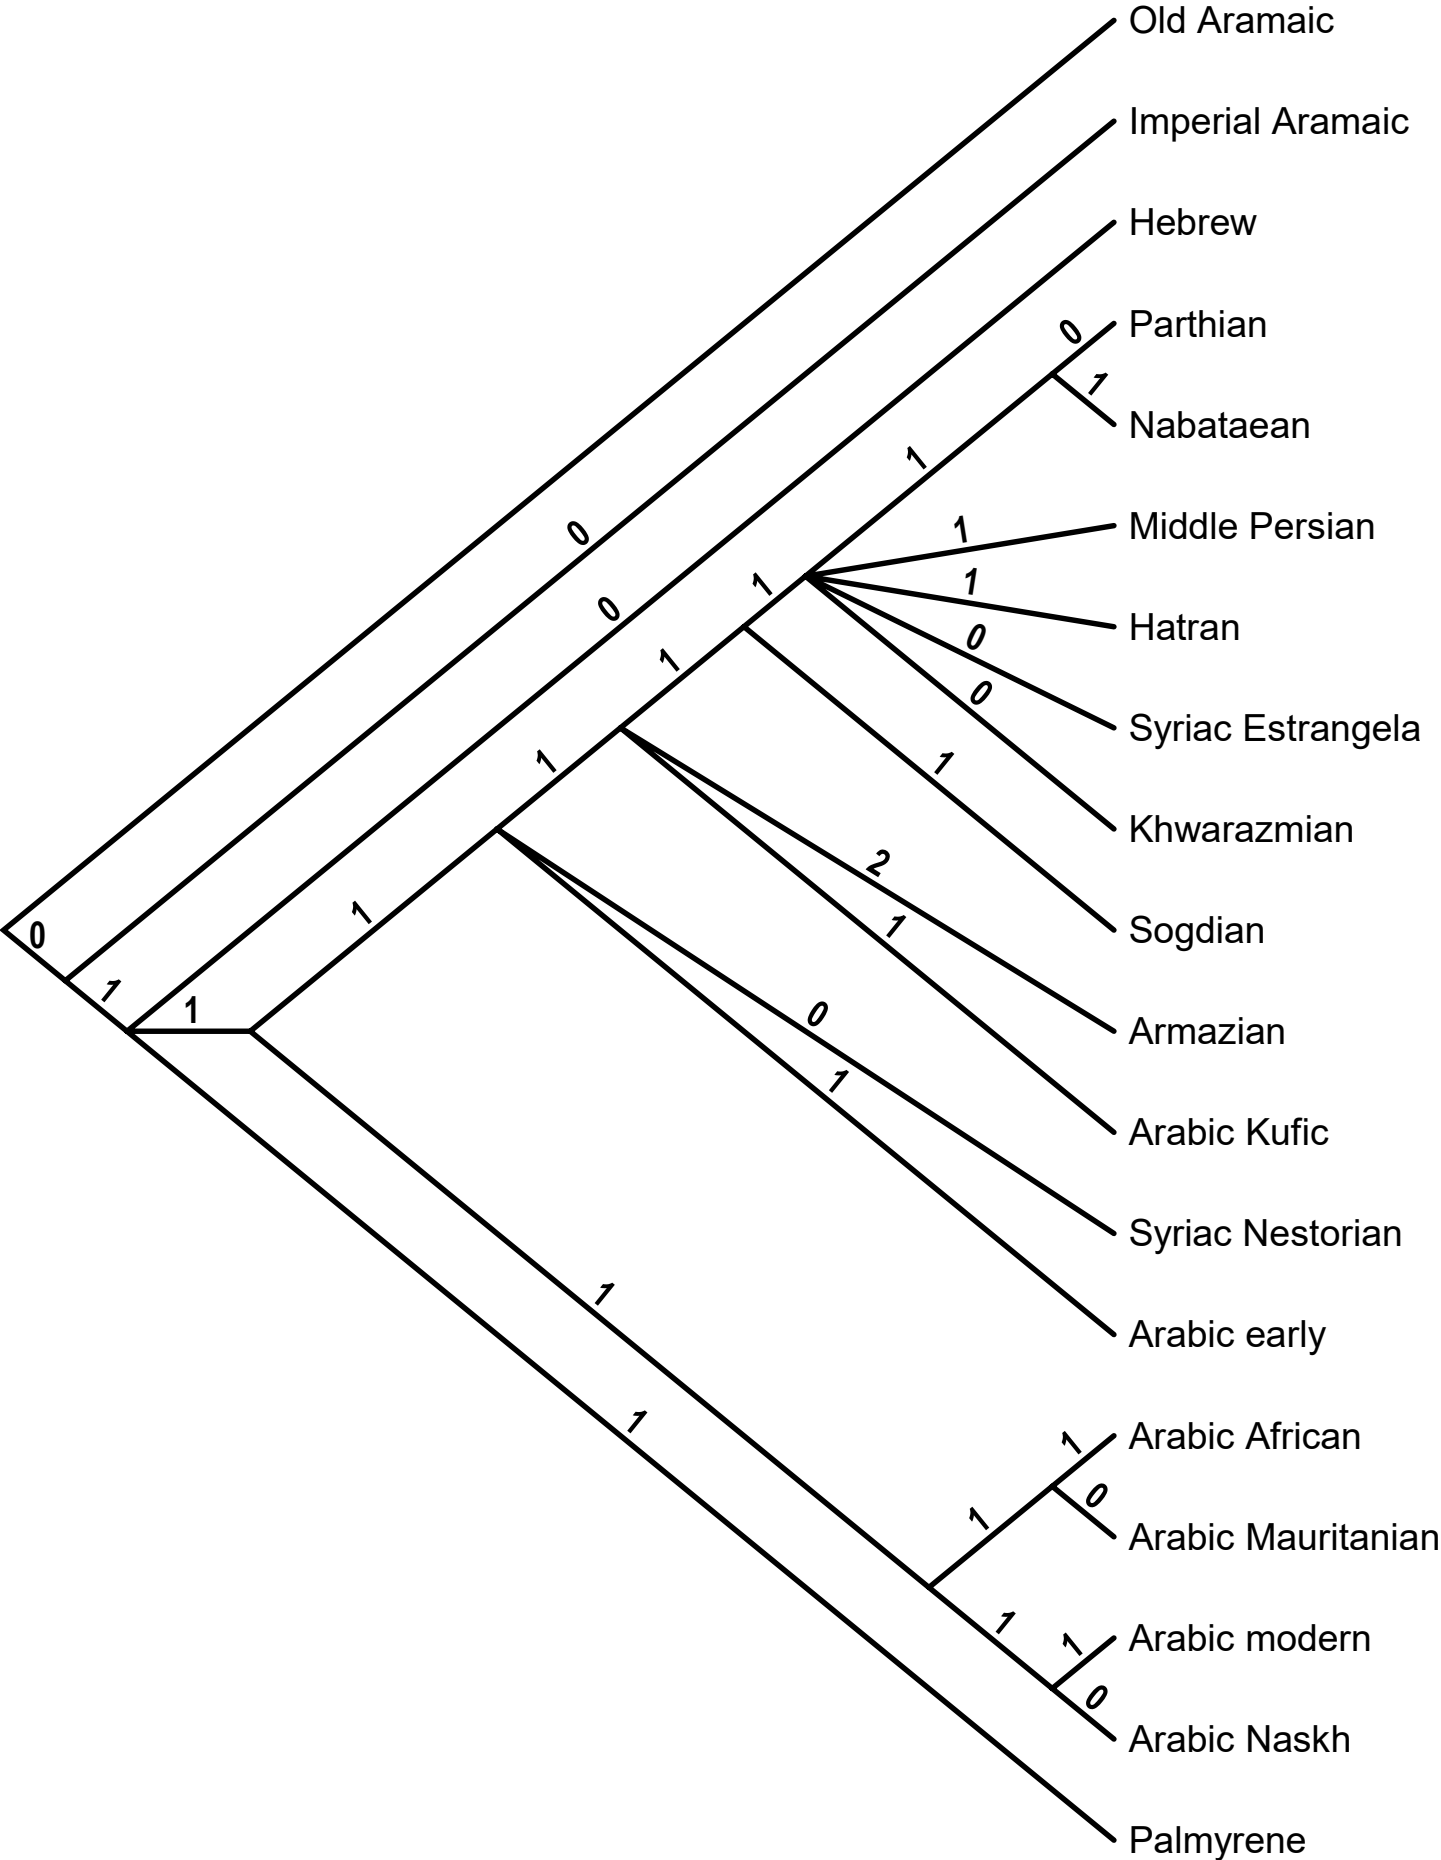 Old Aramaic
Imperial Aramaic
Hebrew
0
Parthian
1
Nabataean
1
1
Middle Persian
0
1
1
Hatran
0
0
Syriac Estrangela
1
0
1
1
Khwarazmian
2
1
1
0
Sogdian
1
1
0
Armazian
1
Arabic Kufic
Syriac Nestorian
1
Arabic early
1
1
Arabic African
0
1
Arabic Mauritanian
1
1
Arabic modern
0
Arabic Naskh
Palmyrene